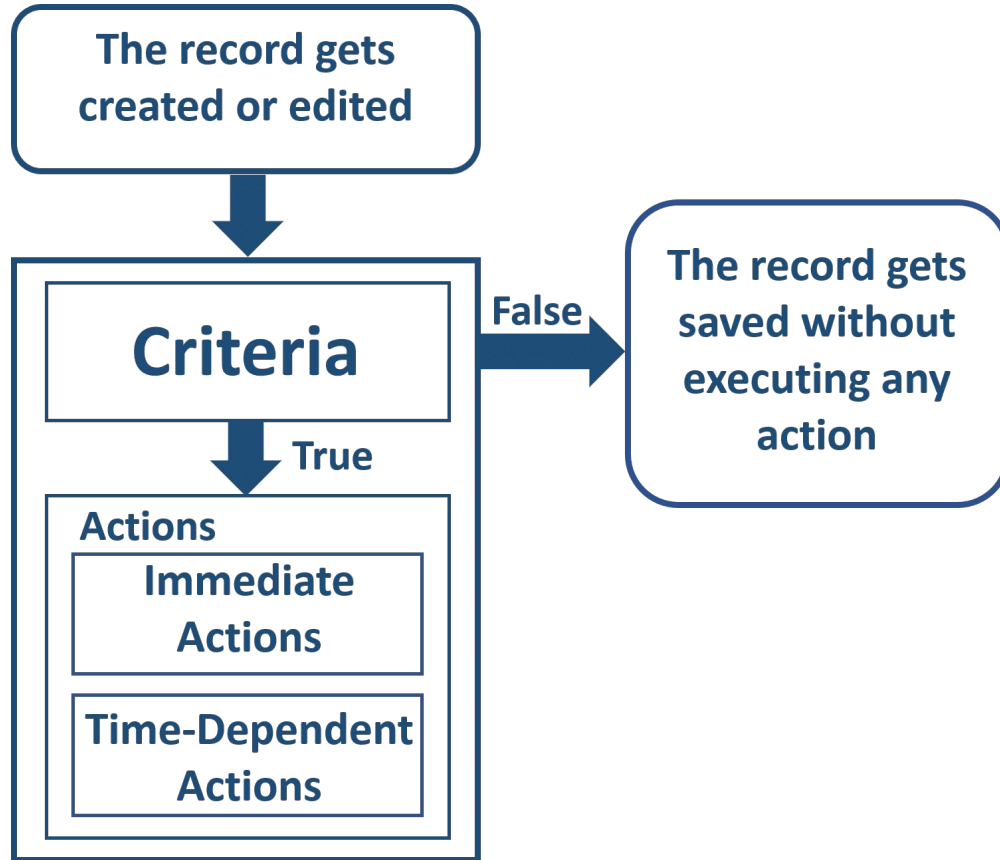 The record gets
created or edited
Criteria
False
The record gets
saved without
executing any
action
True
Actions
Immediate
Actions
Time-Dependent
Actions